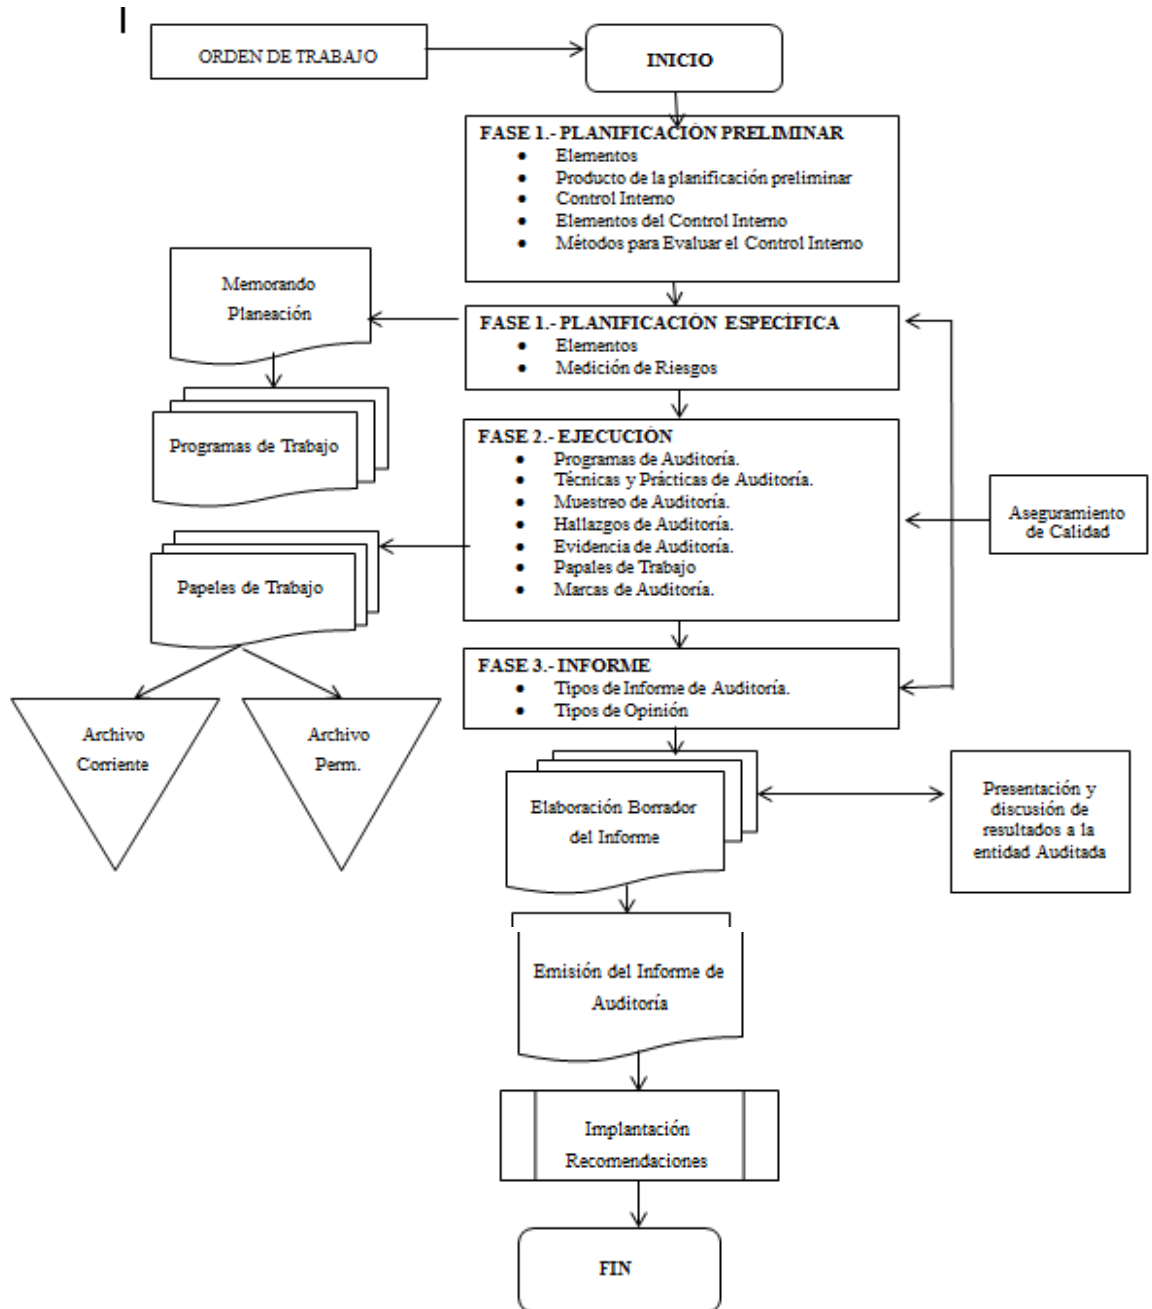 ORDEN DE TRABAJO
INICIO
FASE 1.- PLANIFICACIÓN PRELIMINAR
• Elementos
• Producto de la planificación preliminar
• Control Interno
• Elementos del Control Interno
• Métodos para Evaluar el Control Interno
Memorando
Planeación
FASE 1.- PLANIFICACIÓN ESPECÍFICA
• Elementos
• Medición de Riesgos
Programas de Trabajo
FASE 2.- EJECUCIÓN
• Programas de Auditoría.
• Técnicas y Prácticas de Auditoría.
• Muestreo de Auditoría.
• Hallazgos de Auditoría.
• Evidencia de Auditoría.
• Papales de Trabajo
• Marcas de Auditoría.
Aseguramiento
de Calidad
Papeles de Trabajo
FASE 3.- INFORME
• Tipos de Informe de Auditoría.
• Tipos de Opinión
Archivo
Corriente
Archivo
Perm.
Elaboración Borrador
del Informe
Presentación y
discusión de
resultados a la
entidad Auditada
Emisión del Informe de
Auditoría
Implantación
Recomendaciones
FIN